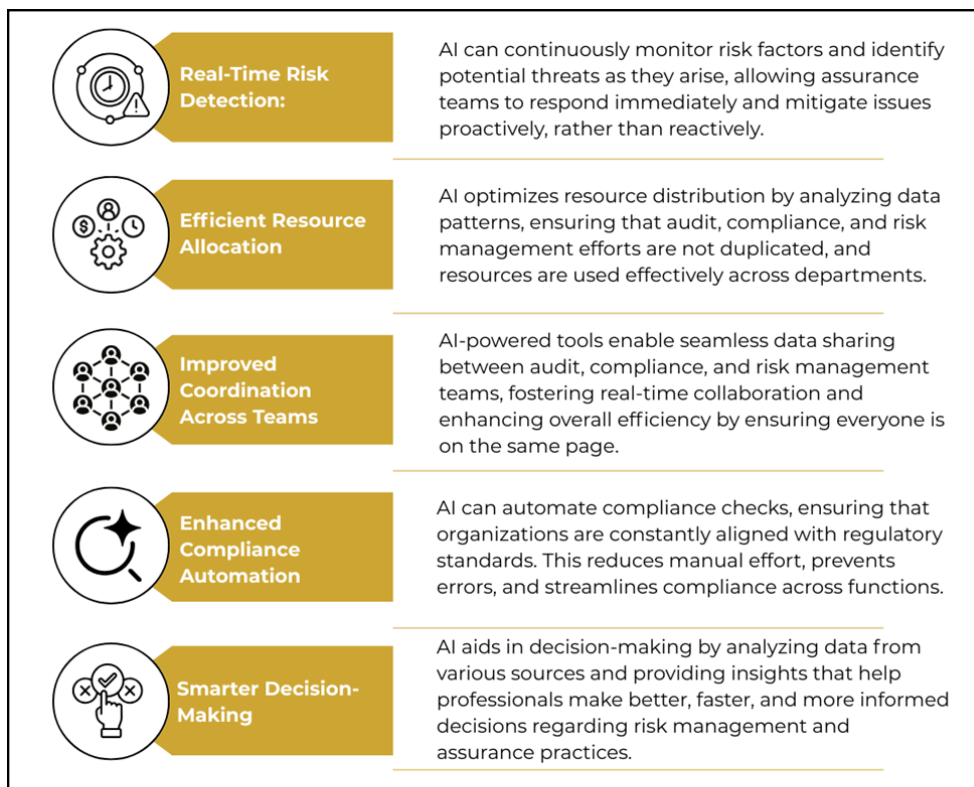 Real-Time Risk
Detection:
AI can continuously monitor risk factors and identify
potential threats as they arise, allowing assurance
teams to respond immediately and mitigate issues
proactively, rather than reactively.
Efficient Resource
Allocation
AI optimizes resource distribution by analyzing data
patterns, ensuring that audit, compliance, and risk
management efforts are not duplicated, and
resources are used effectively across departments.
Improved
Coordination
Across Teams
AI-powered tools enable seamless data sharing
between audit, compliance, and risk management
teams, fostering real-time collaboration and
enhancing overall efficiency by ensuring everyone is
on the same page.
Enhanced
Compliance
Automation
AI can automate compliance checks, ensuring that
organizations are constantly aligned with regulatory
standards. This reduces manual effort, prevents
errors, and streamlines compliance across functions.
Smarter Decision-
Making
AI aids in decision-making by analyzing data from
various sources and providing insights that help
professionals make better, faster, and more informed
decisions regarding risk management and
assurance practices.